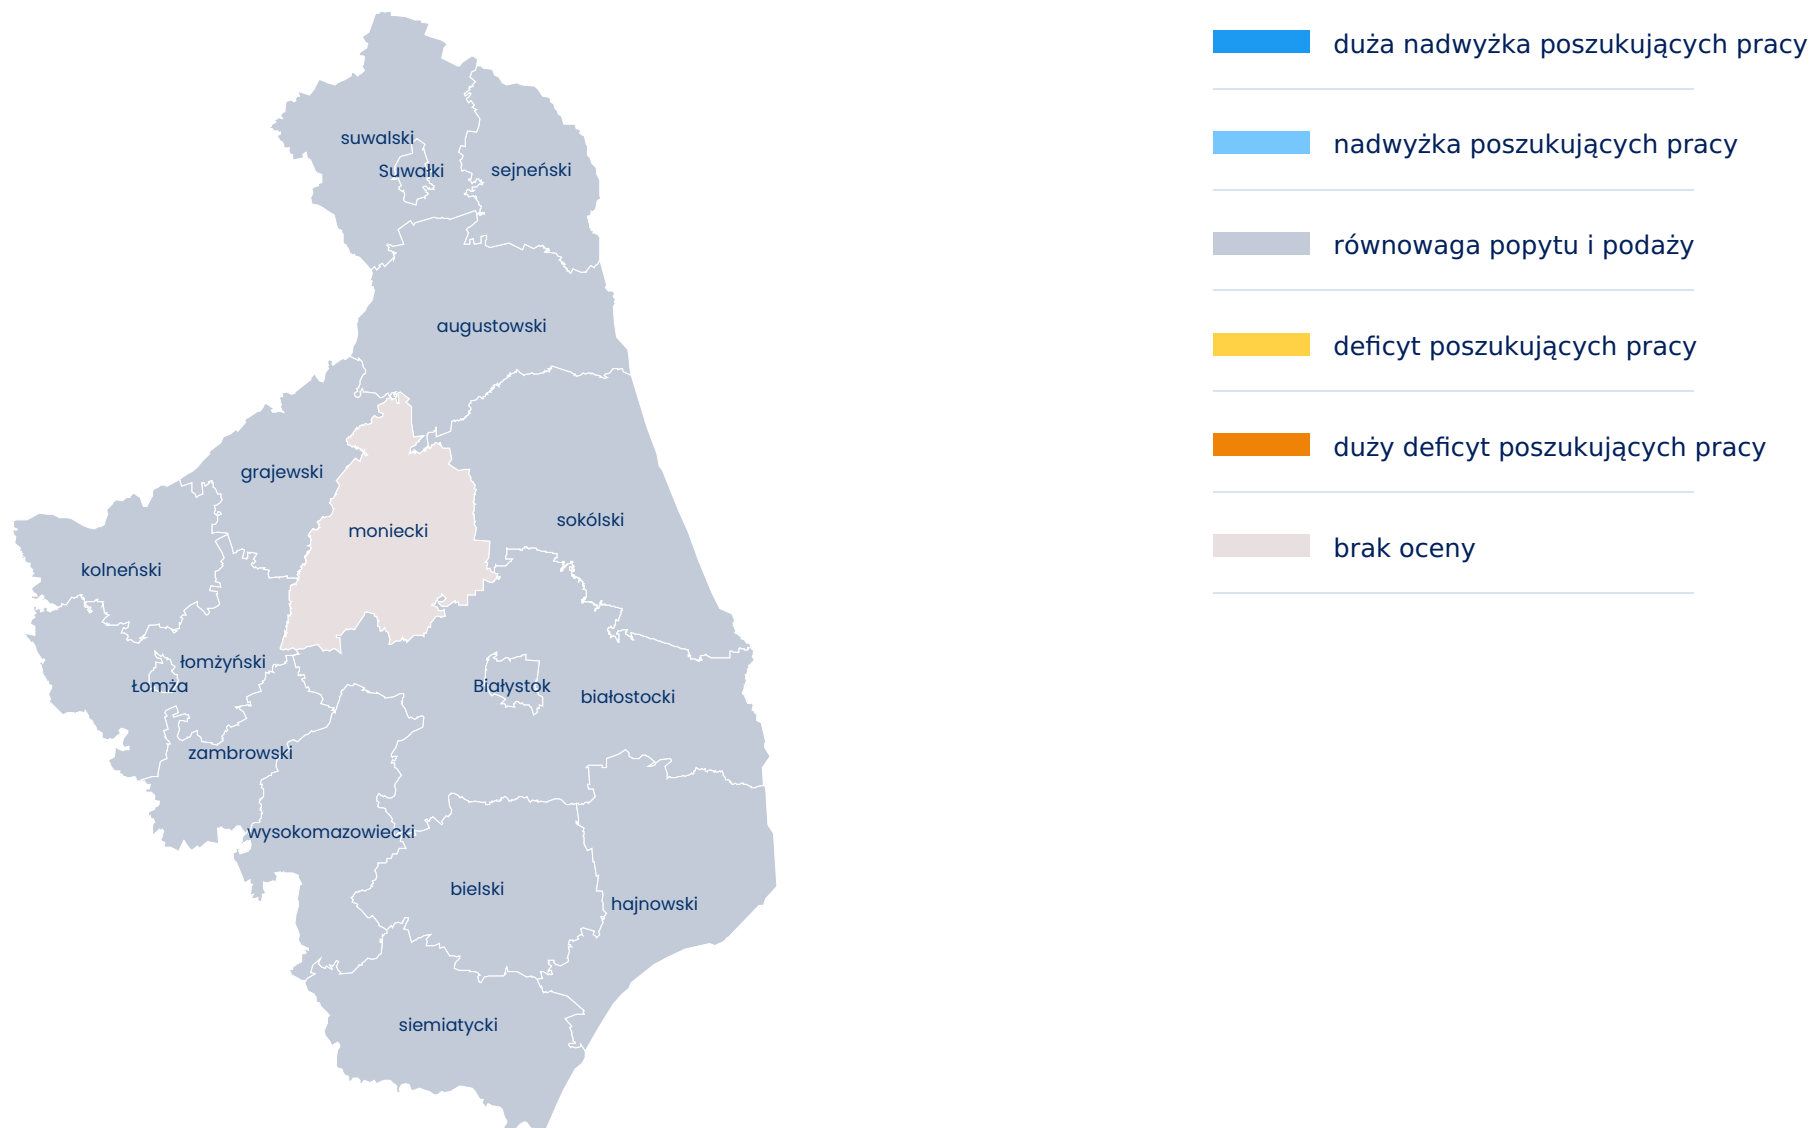 suwalski
Suwałki
sejneński
augustowski
grajewski
moniecki
sokólski
kolneński
łomżyński
Łomża
Białystok
białostocki
zambrowski
wysokomazowiecki
bielski
hajnowski
siemiatycki
duża nadwyżka poszukujących pracy
nadwyżka poszukujących pracy
równowaga popytu i podaży
deficyt poszukujących pracy
duży deficyt poszukujących pracy
brak oceny